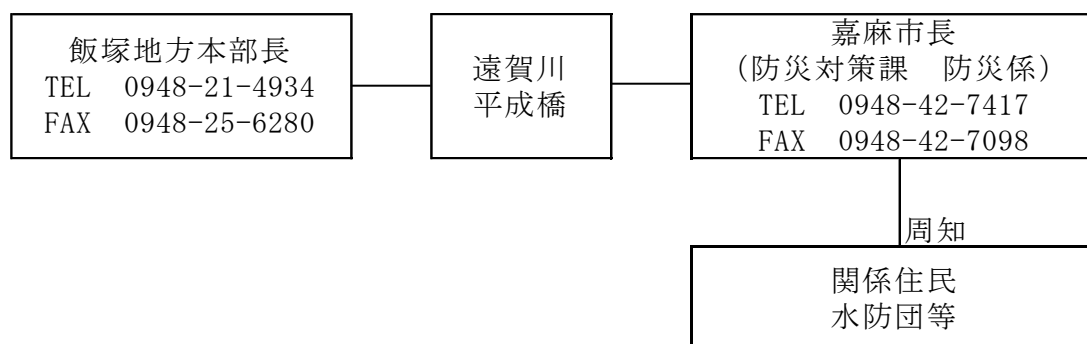 飯塚地方本部長
TEL 0948-21-4934
FAX 0948-25-6280
遠賀川
平成橋
嘉麻市長
(防災対策課 防災係)
TEL 0948-42-7417
FAX 0948-42-7098
周知
関係住民
水防団等